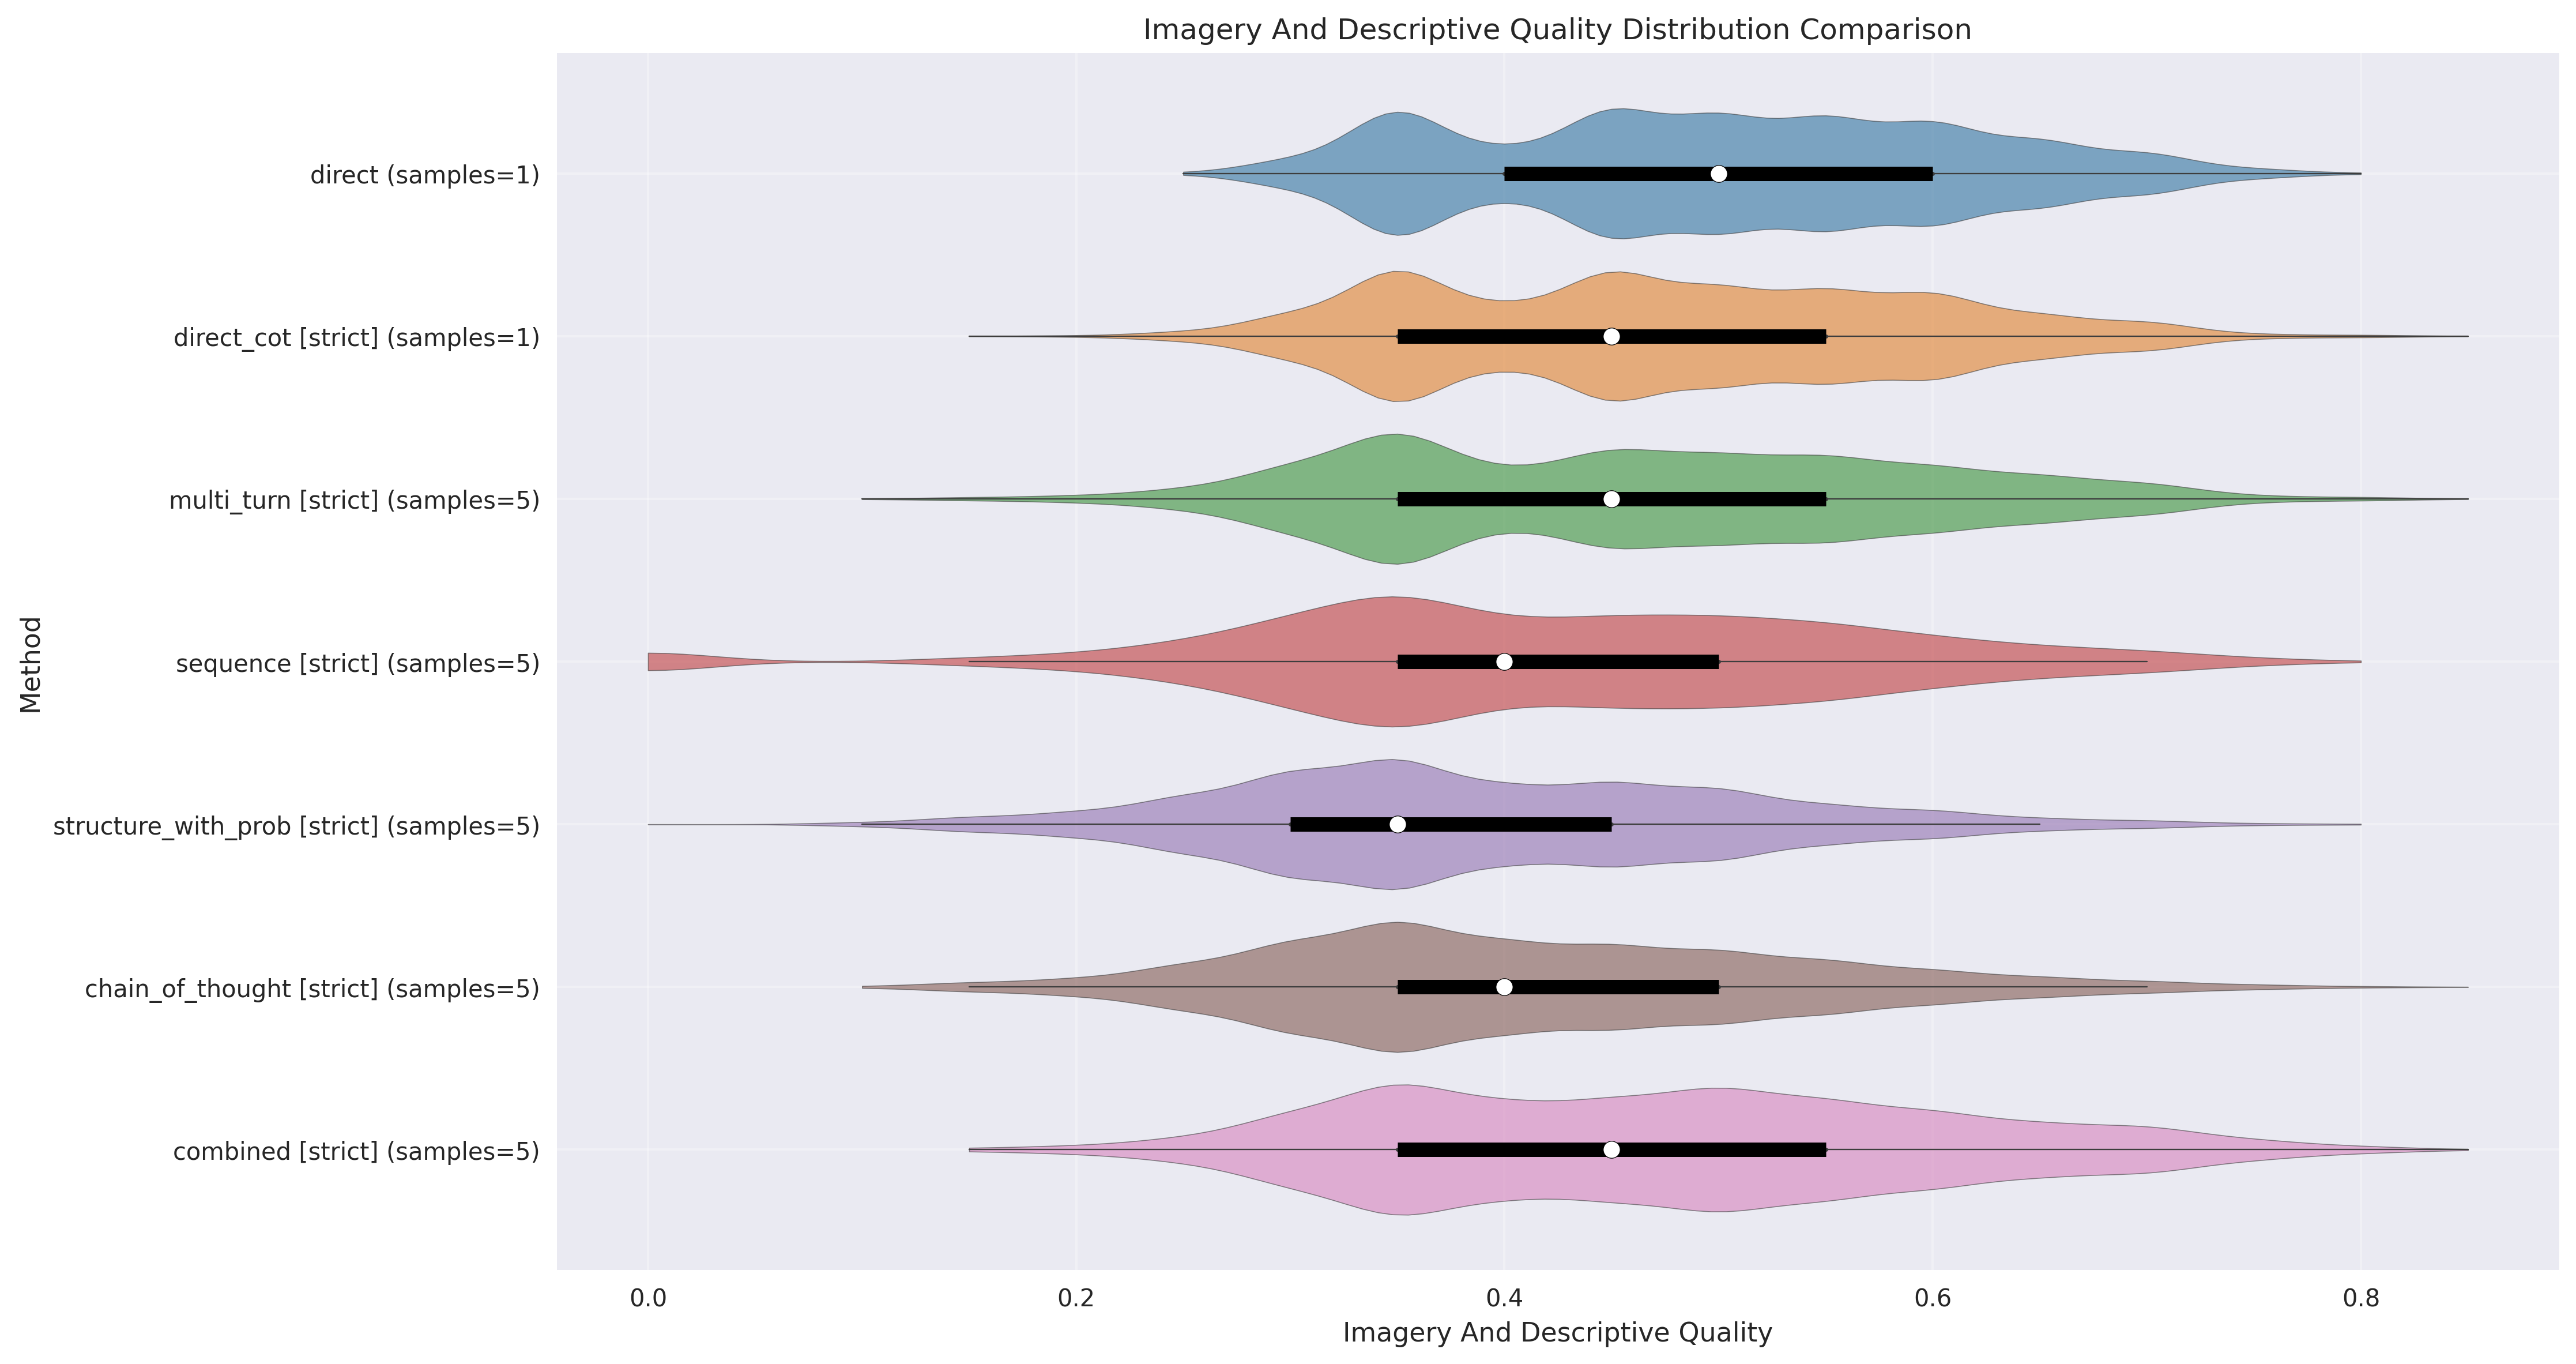 Imagery And Descriptive Quality Distribution Comparison
Method
direct (samples=1)
direct_cot [strict] (samples=1)
multi_turn [strict] (samples=5)
sequence [strict] (samples=5)
structure_with_prob [strict] (samples=5)
chain_of_thought [strict] (samples=5)
combined [strict] (samples=5)
0.0 0.2 0.4 0.6 0.8
Imagery And Descriptive Quality